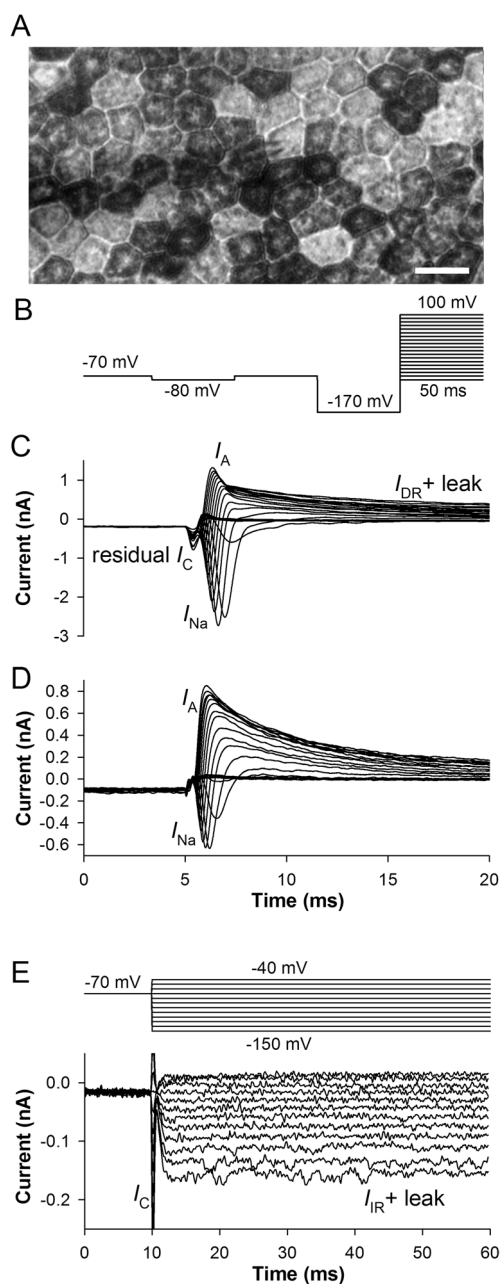 A
B
100 mV
-70 mV
-80 mV
-170 mV
50 ms
C
I_A
I_DR + leak
residual I_C
I_Na
Current (nA)
1
0
-1
-2
-3
D
I_A
I_Na
Current (nA)
0.8
0.6
0.4
0.2
0.0
-0.2
-0.4
-0.6
0 5 10 15 20
Time (ms)
E
-40 mV
-70 mV
-150 mV
Current (nA)
0.0
-0.1
-0.2
I_C
I_IR + leak
0 10 20 30 40 50 60
Time (ms)